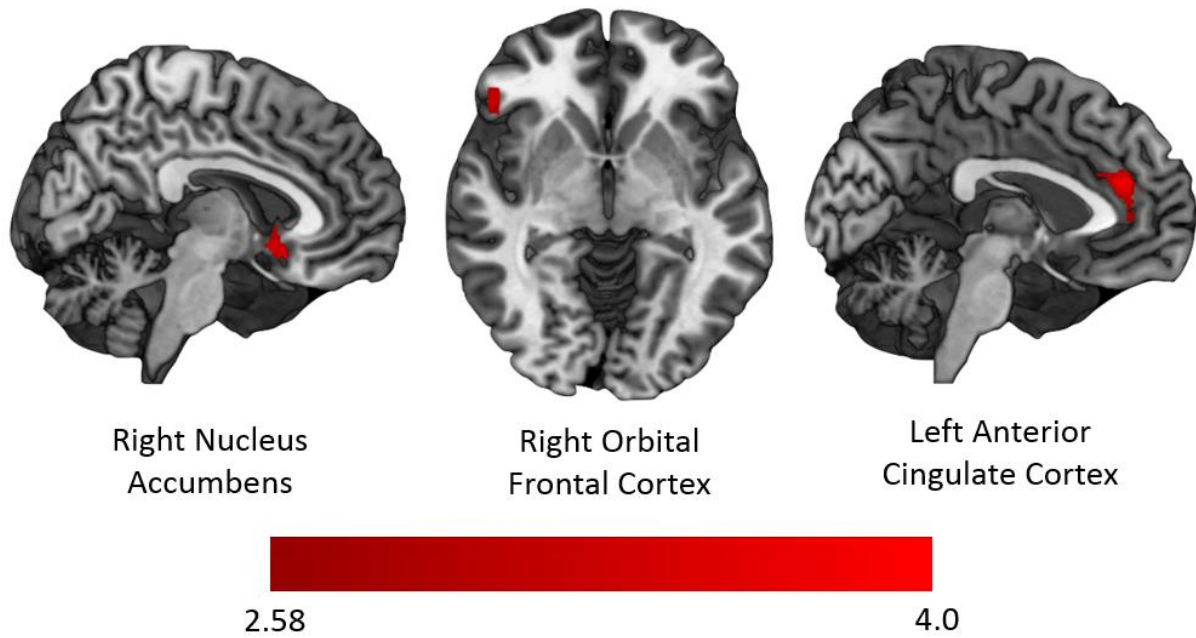 Right Nucleus
Accumbens
Right Orbital
Frontal Cortex
Left Anterior
Cingulate Cortex
2.58
4.0